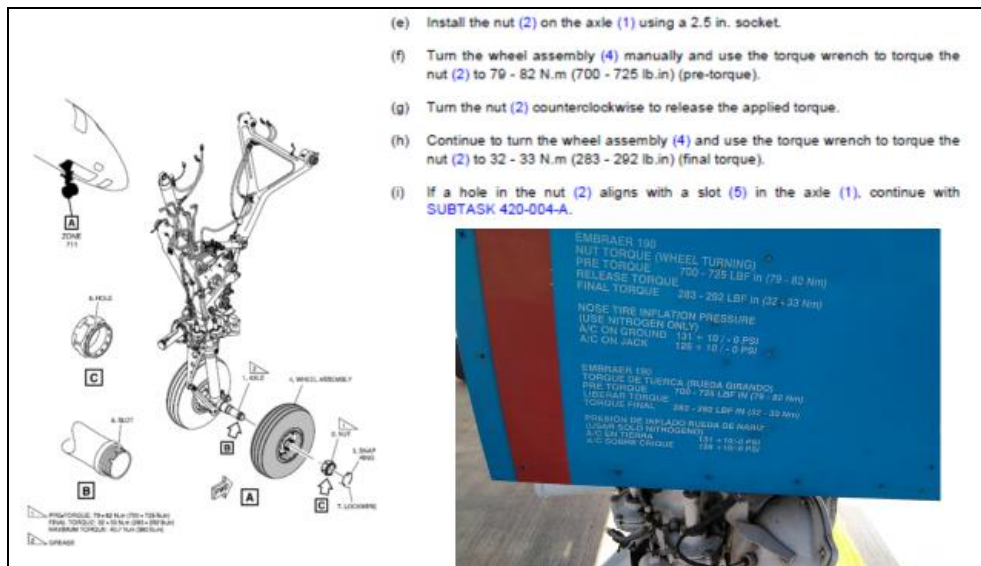 (e) Install the nut (2) on the axle (1) using a 2.5 in. socket.
(f) Turn the wheel assembly (4) manually and use the torque wrench to torque the
nut (2) to 79 - 82 N.m (700 - 725 lb.in) (pre-torque).
(g) Turn the nut (2) counterclockwise to release the applied torque.
(h) Continue to turn the wheel assembly (4) and use the torque wrench to torque the
nut (2) to 32 - 33 N.m (283 - 292 lb.in) (final torque).
(i) If a hole in the nut (2) aligns with a slot (5) in the axle (1), continue with
SUBTASK 420-004-A.
A
ZONE
711
6. HOLE
C
SLOT
B
1. AXLE
4. WHEEL ASSEMBLY
B
2. NUT
3. SNAP
RING
FWD
A
C
7. LOCKWIRE
1 PRE-TORQUE:
FINAL TORQUE:
MAXIMUM TORQUE:
2 GREASE
EMBRAER 190
NUT TORQUE (WHEEL TURNING)
PRE TORQUE 700 - 725 LBF in (79 - 82 Nm)
RELEASE TORQUE
FINAL TORQUE 283 - 292 LBF in (32 - 33 Nm)
NOSE TIRE INFLATION PRESSURE
(USE NITROGEN ONLY)
A/C ON GROUND 131 + 10 / - 0 PSI
A/C ON JACK + 10 / - 0 PSI
EMBRAER 190
TORQUE DE TUERCA (RUEDA GIRANDO)
PRE TORQUE 700 - 725 LBF IN (79 - 82 Nm)
LIBERAR TORQUE
TORQUE FINAL LBF IN (32 - 33 Nm)
PRESION DE INFLADO RUEDA DE NARIZ
(USAR SOLO NITROGENO)
A/C EN TIERRA 131 + 10/-0 PSI
A/C SOBRE CRIQUE + 10/-0 PSI